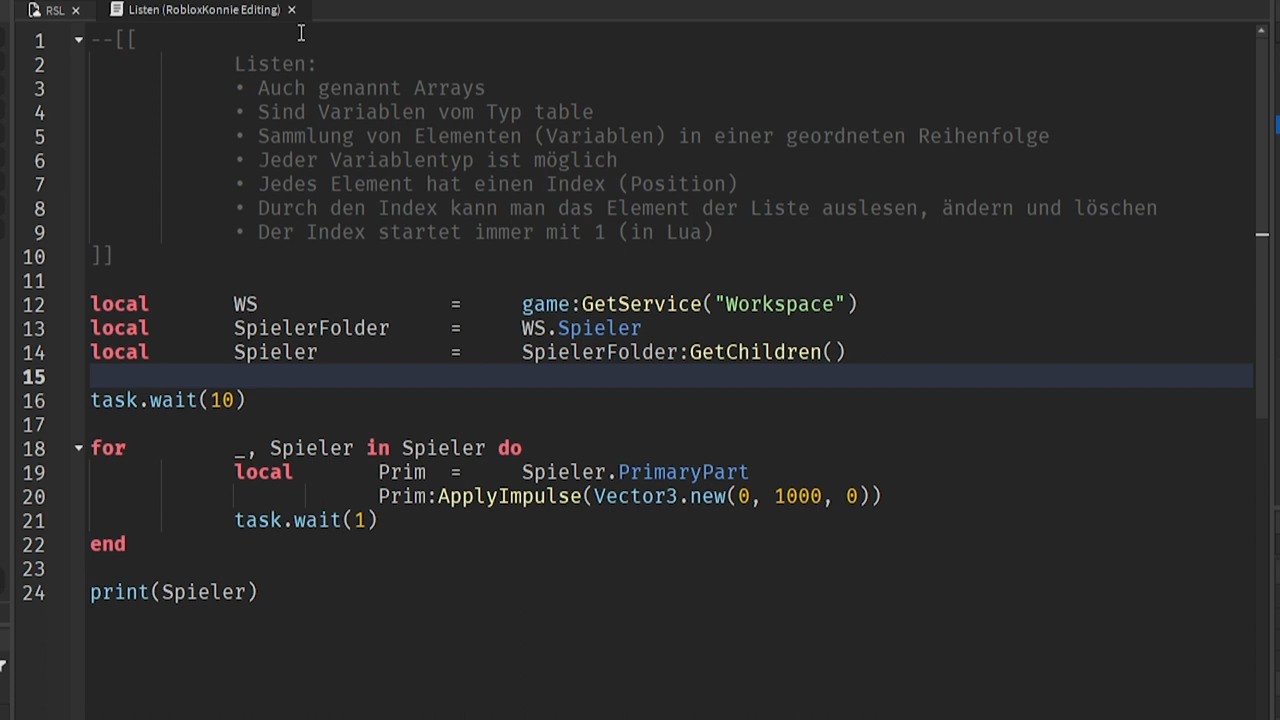 RSL ×
Listen (RobloxKonnie Editing) ×
1 --[[
2 Listen:
3 • Auch genannt Arrays
4 • Sind Variablen vom Typ table
5 • Sammlung von Elementen (Variablen) in einer geordneten Reihenfolge
6 • Jeder Variablentyp ist möglich
7 • Jedes Element hat einen Index (Position)
8 • Durch den Index kann man das Element der Liste auslesen, ändern und löschen
9 • Der Index startet immer mit 1 (in Lua)
10 ]]
11
12 local WS = game:GetService("Workspace")
13 local SpielerFolder = WS.Spieler
14 local Spieler = SpielerFolder:GetChildren()
15
16 task.wait(10)
17
18 for _, Spieler in Spieler do
19 local Prim = Spieler.PrimaryPart
20 Prim:ApplyImpulse(Vector3.new(0, 1000, 0))
21 task.wait(1)
22 end
23
24 print(Spieler)